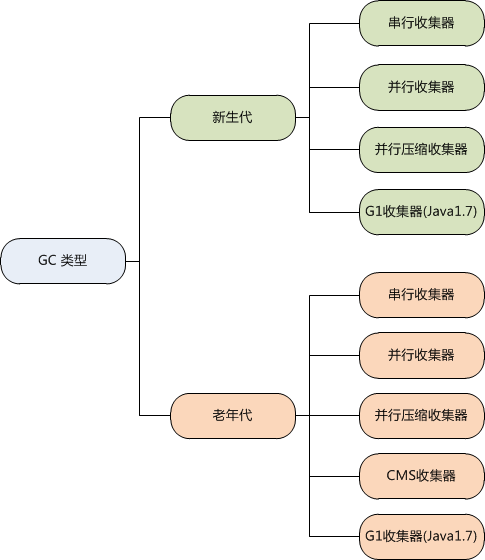 GC 类型
新生代
串行收集器
并行收集器
并行压缩收集器
G1收集器(Java1.7)
老年代
串行收集器
并行收集器
并行压缩收集器
CMS收集器
G1收集器(Java1.7)